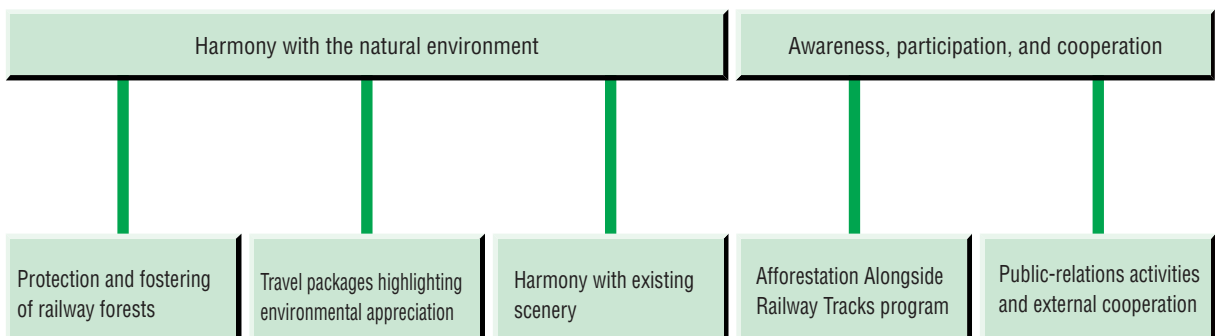 Harmony with the natural environment
Awareness, participation, and cooperation
Protection and fostering
of railway forests
Travel packages highlighting
environmental appreciation
Harmony with existing
scenery
Afforestation Alongside
Railway Tracks program
Public-relations activities
and external cooperation